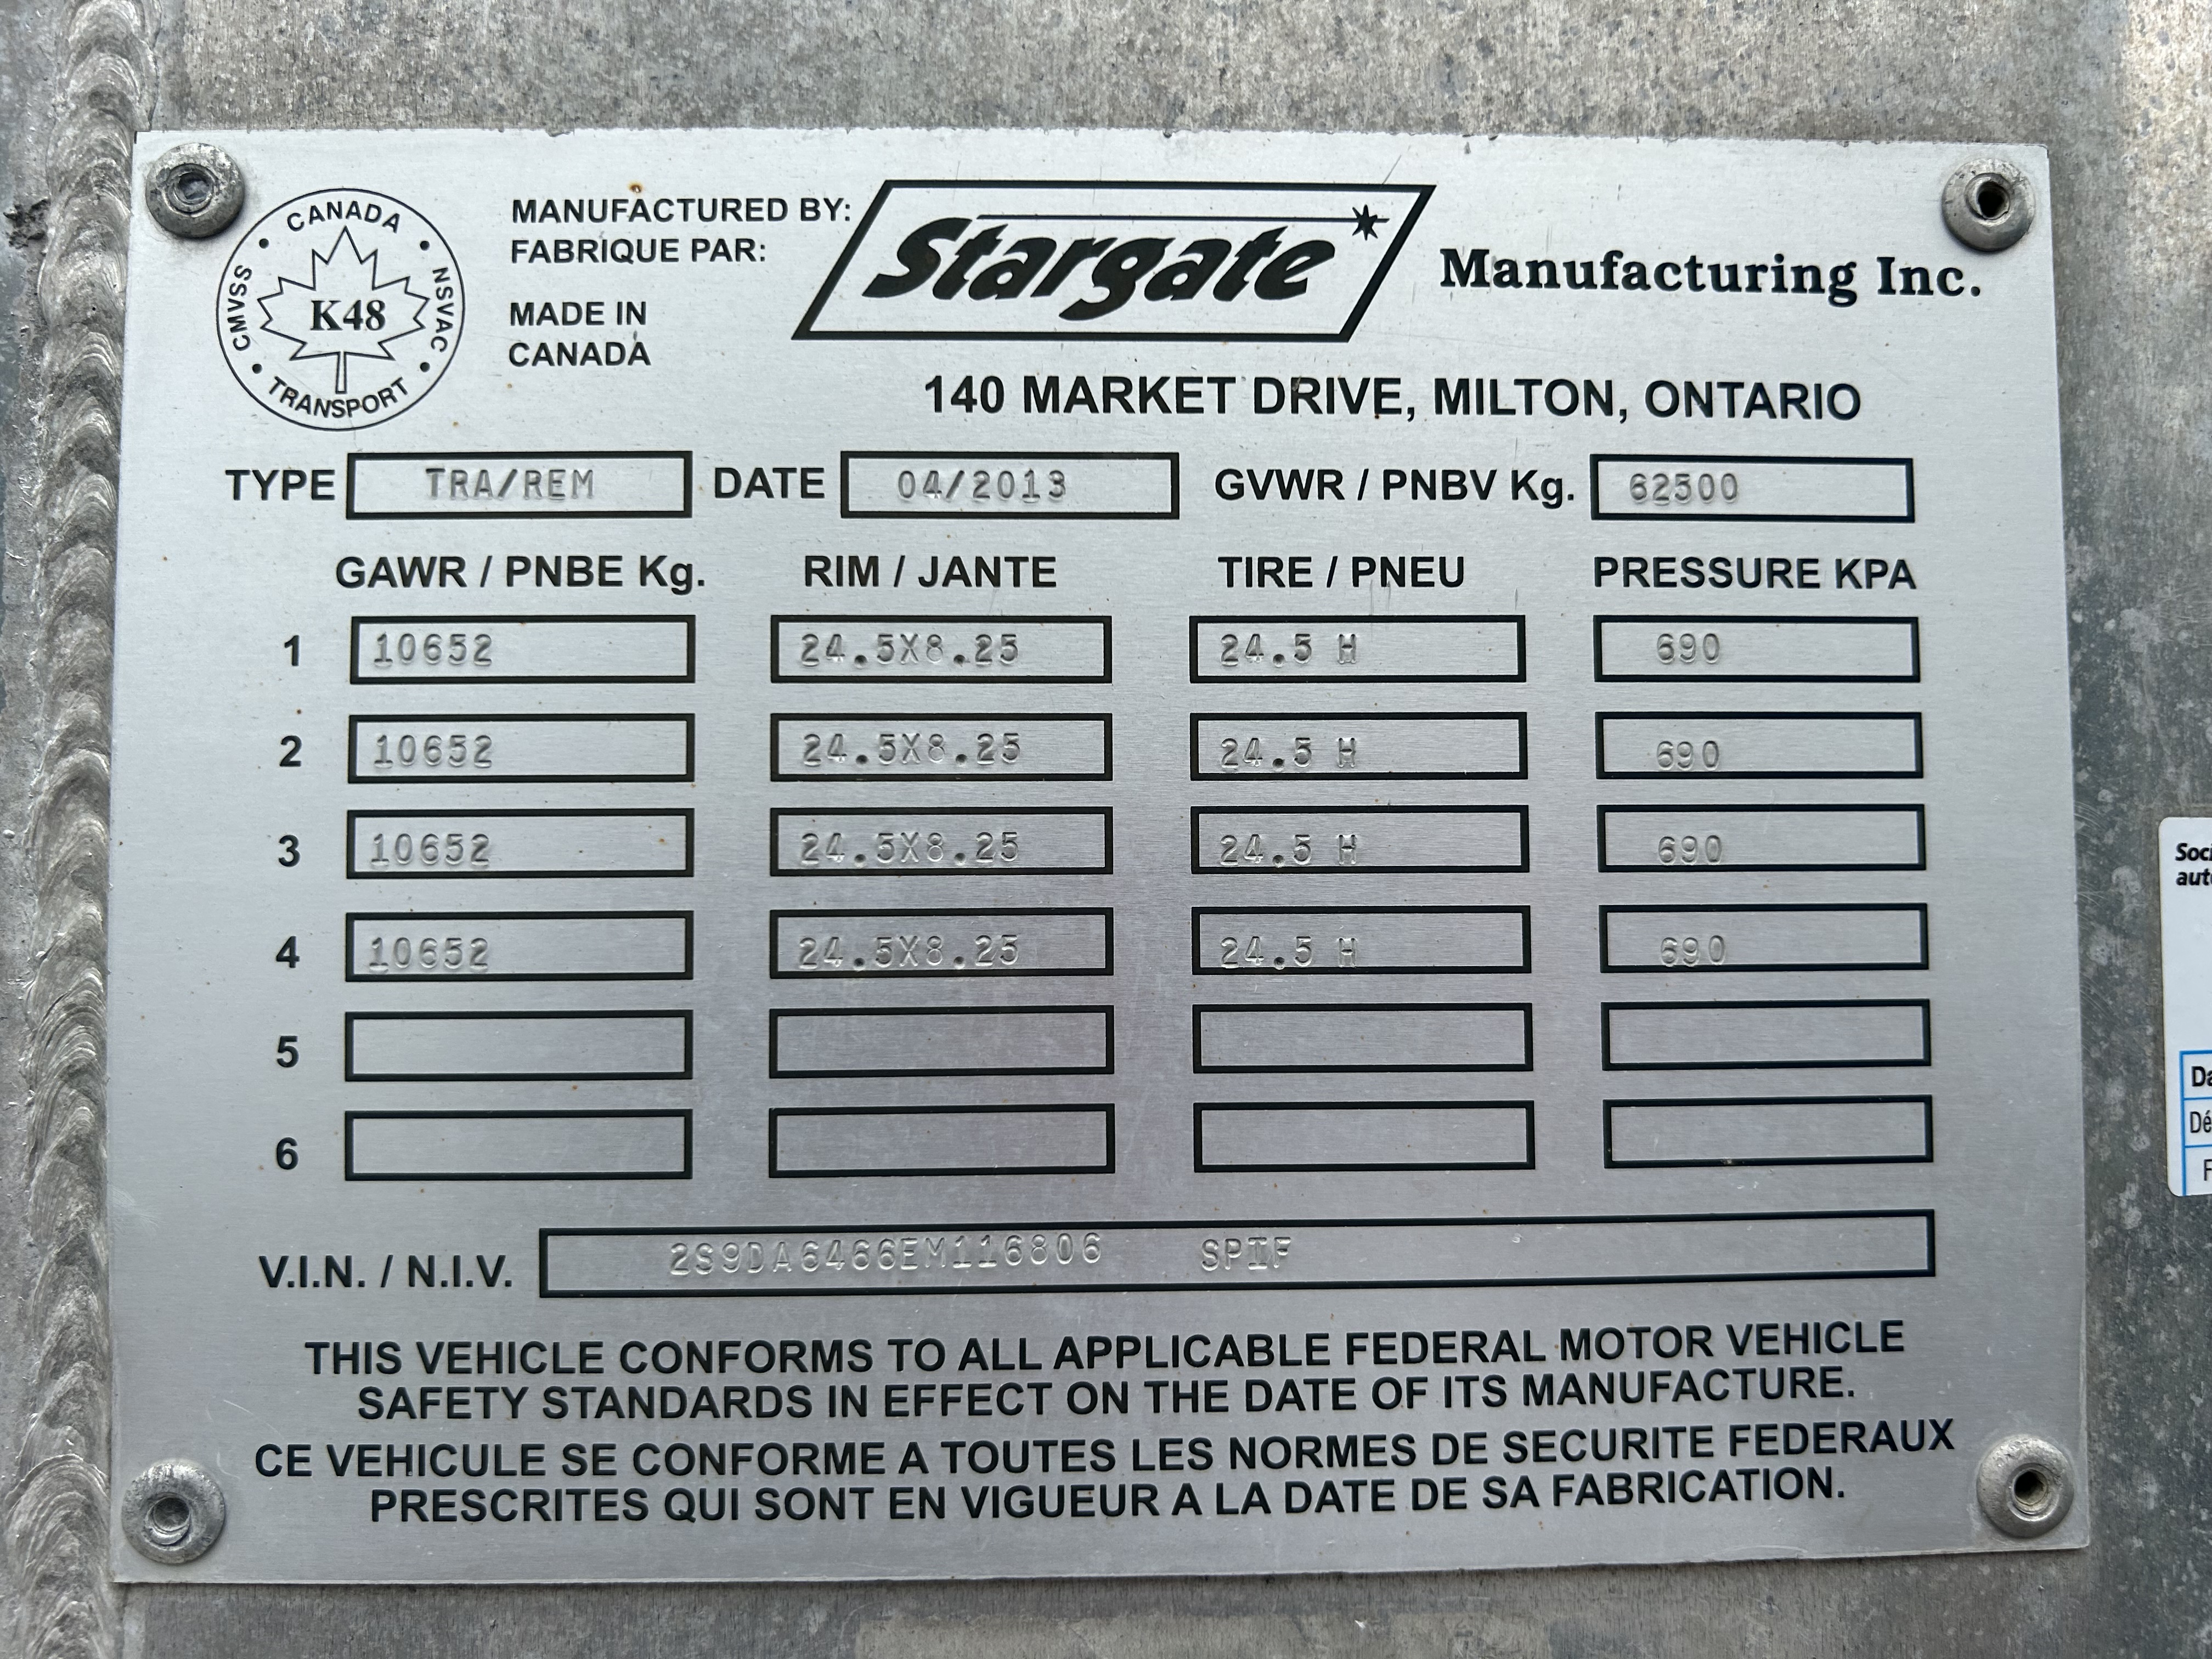 CANADA
CMVSS
NSVAC
K48
TRANSPORT
MANUFACTURED BY:
FABRIQUE PAR:
MADE IN
CANADA
Stargate Manufacturing Inc.
140 MARKET DRIVE, MILTON, ONTARIO
TYPE TRA/REM DATE 04/2013 GVWR / PNBV Kg. 62500
GAWR / PNBE Kg. RIM / JANTE TIRE / PNEU PRESSURE KPA
1 10652 24.5X8.25 24.5 H 690
2 10652 24.5X8.25 24.5 H 690
3 10652 24.5X8.25 24.5 H 690
4 10652 24.5X8.25 24.5 H 690
5
6
V.I.N. / N.I.V. 2S9DA6466EM116806 SPIF
THIS VEHICLE CONFORMS TO ALL APPLICABLE FEDERAL MOTOR VEHICLE
SAFETY STANDARDS IN EFFECT ON THE DATE OF ITS MANUFACTURE.
CE VEHICULE SE CONFORME A TOUTES LES NORMES DE SECURITE FEDERAUX
PRESCRITES QUI SONT EN VIGUEUR A LA DATE DE SA FABRICATION.